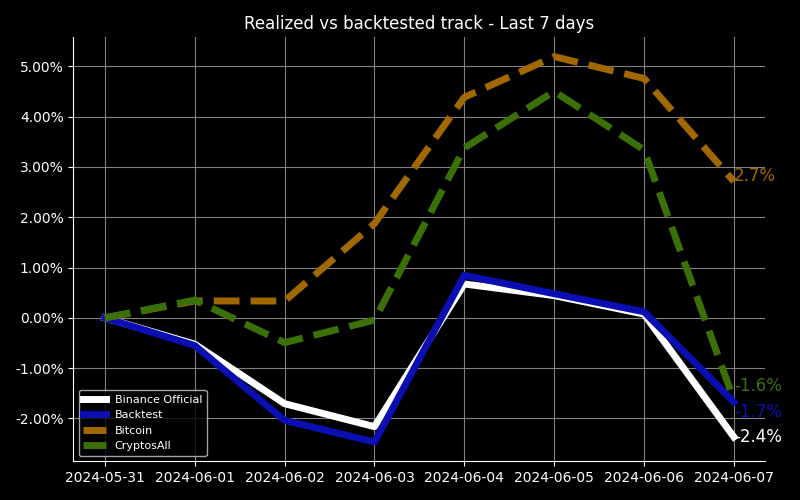 Realized vs backtested track - Last 7 days
5.00%
4.00%
3.00%
2.00%
1.00%
0.00%
-1.00%
-2.00%
2.7%
-1.6%
-1.7%
-2.4%
Binance Official
Backtest
Bitcoin
CryptosAll
2024-05-31 2024-06-01 2024-06-02 2024-06-03 2024-06-04 2024-06-05 2024-06-06 2024-06-07